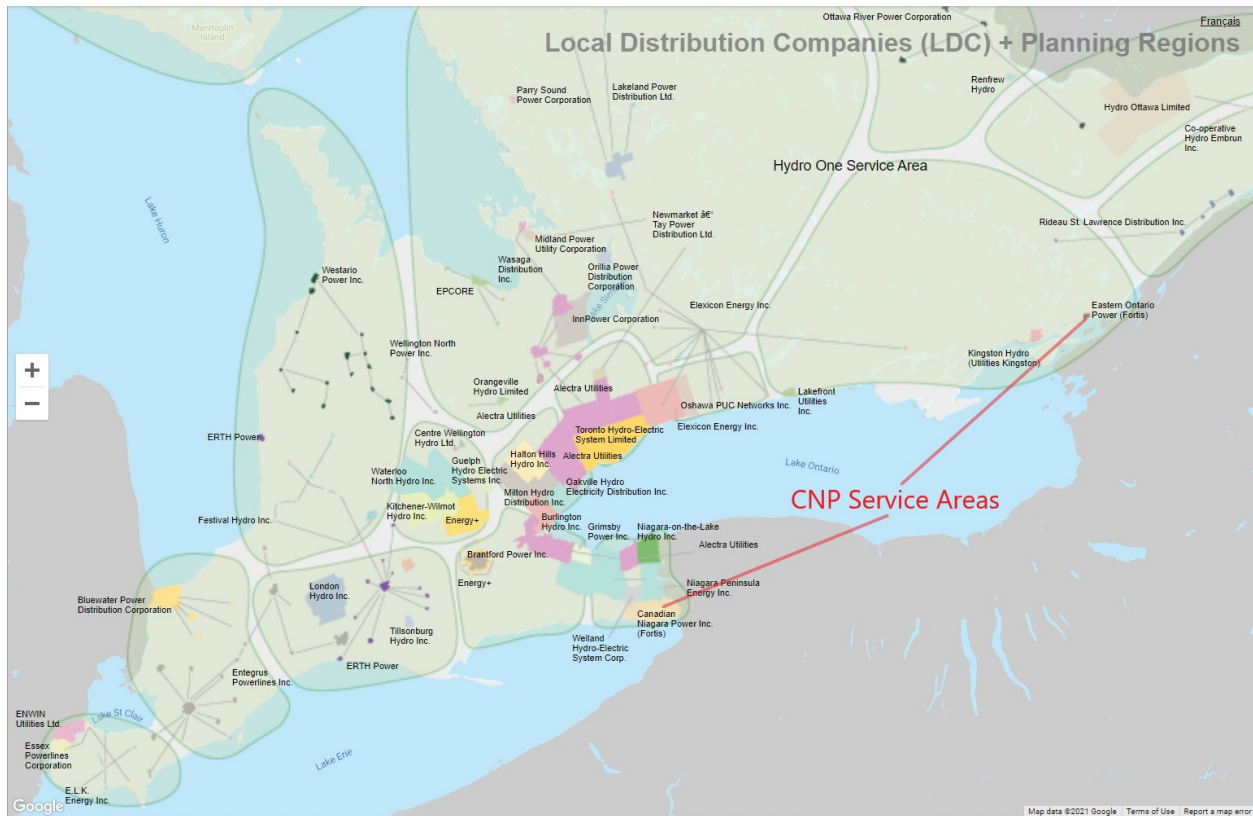 Manitoulin
Island
Ottawa River Power Corporation
Français
Local Distribution Companies (LDC) + Planning Regions
Renfrew
Hydro
Parry Sound
Power Corporation
Lakeland Power
Distribution Ltd.
Hydro Ottawa Limited
Co-operative
Hydro Embrun
Inc.
Hydro One Service Area
Lake Huron
Newmarket â€“
Tay Power
Distribution Ltd.
Rideau St. Lawrence Distribution Inc.
Midland Power
Utility Corporation
Wasaga
Distribution
Inc.
Orillia Power
Distribution
Corporation
Westario
Power Inc.
EPCORE
Elexicon Energy Inc.
Eastern Ontario
Power (Fortis)
InnPower Corporation
Wellington North
Power Inc.
Kingston Hydro
(Utilities Kingston)
+
−
Orangeville
Hydro Limited
Alectra Utilities
Lakefront
Utilities
Inc.
Oshawa PUC Networks Inc.
Alectra Utilities
Elexicon Energy Inc.
ERTH Power
Centre Wellington
Hydro Ltd.
Toronto Hydro-Electric
System Limited
Halton Hills
Hydro Inc.
Alectra Utilities
Guelph
Hydro Electric
Systems Inc.
Waterloo
North Hydro Inc.
Lake Ontario
Oakville Hydro
Electricity Distribution Inc.
Milton Hydro
Distribution Inc.
CNP Service Areas
Kitchener-Wilmot
Hydro Inc.
Energy+
Festival Hydro Inc.
Burlington
Hydro Inc.
Grimsby
Power Inc.
Niagara-on-the-Lake
Hydro Inc.
Alectra Utilities
Brantford Power Inc.
Energy+
Niagara Peninsula
Energy Inc.
London
Hydro Inc.
Bluewater Power
Distribution Corporation
Canadian
Niagara Power Inc.
(Fortis)
Tillsonburg
Hydro Inc.
Welland
Hydro-Electric
System Corp.
ERTH Power
Entegrus
Powerlines Inc.
ENWIN
Utilities Ltd.
Lake St Clair
Essex
Powerlines
Corporation
Lake Erie
E.L.K.
Energy Inc.
Google
Map data ©2021 Google
Terms of Use
Report a map error